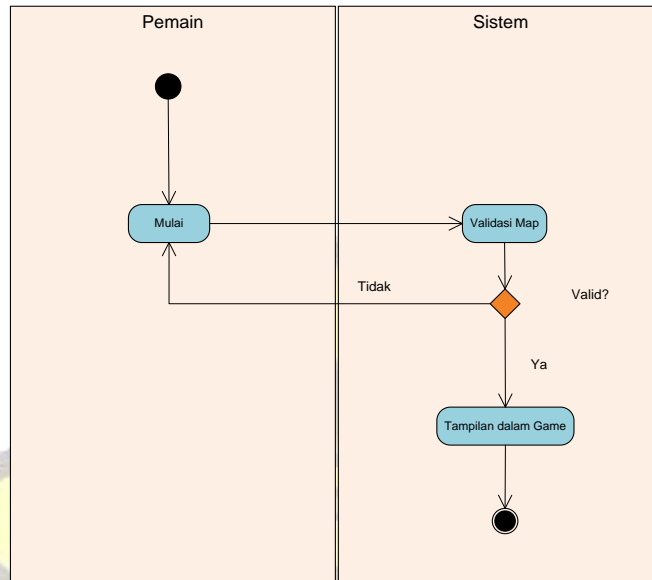 Pemain
Sistem
Mulai
Validasi Map
Tidak
Valid?
Ya
Tampilan dalam Game